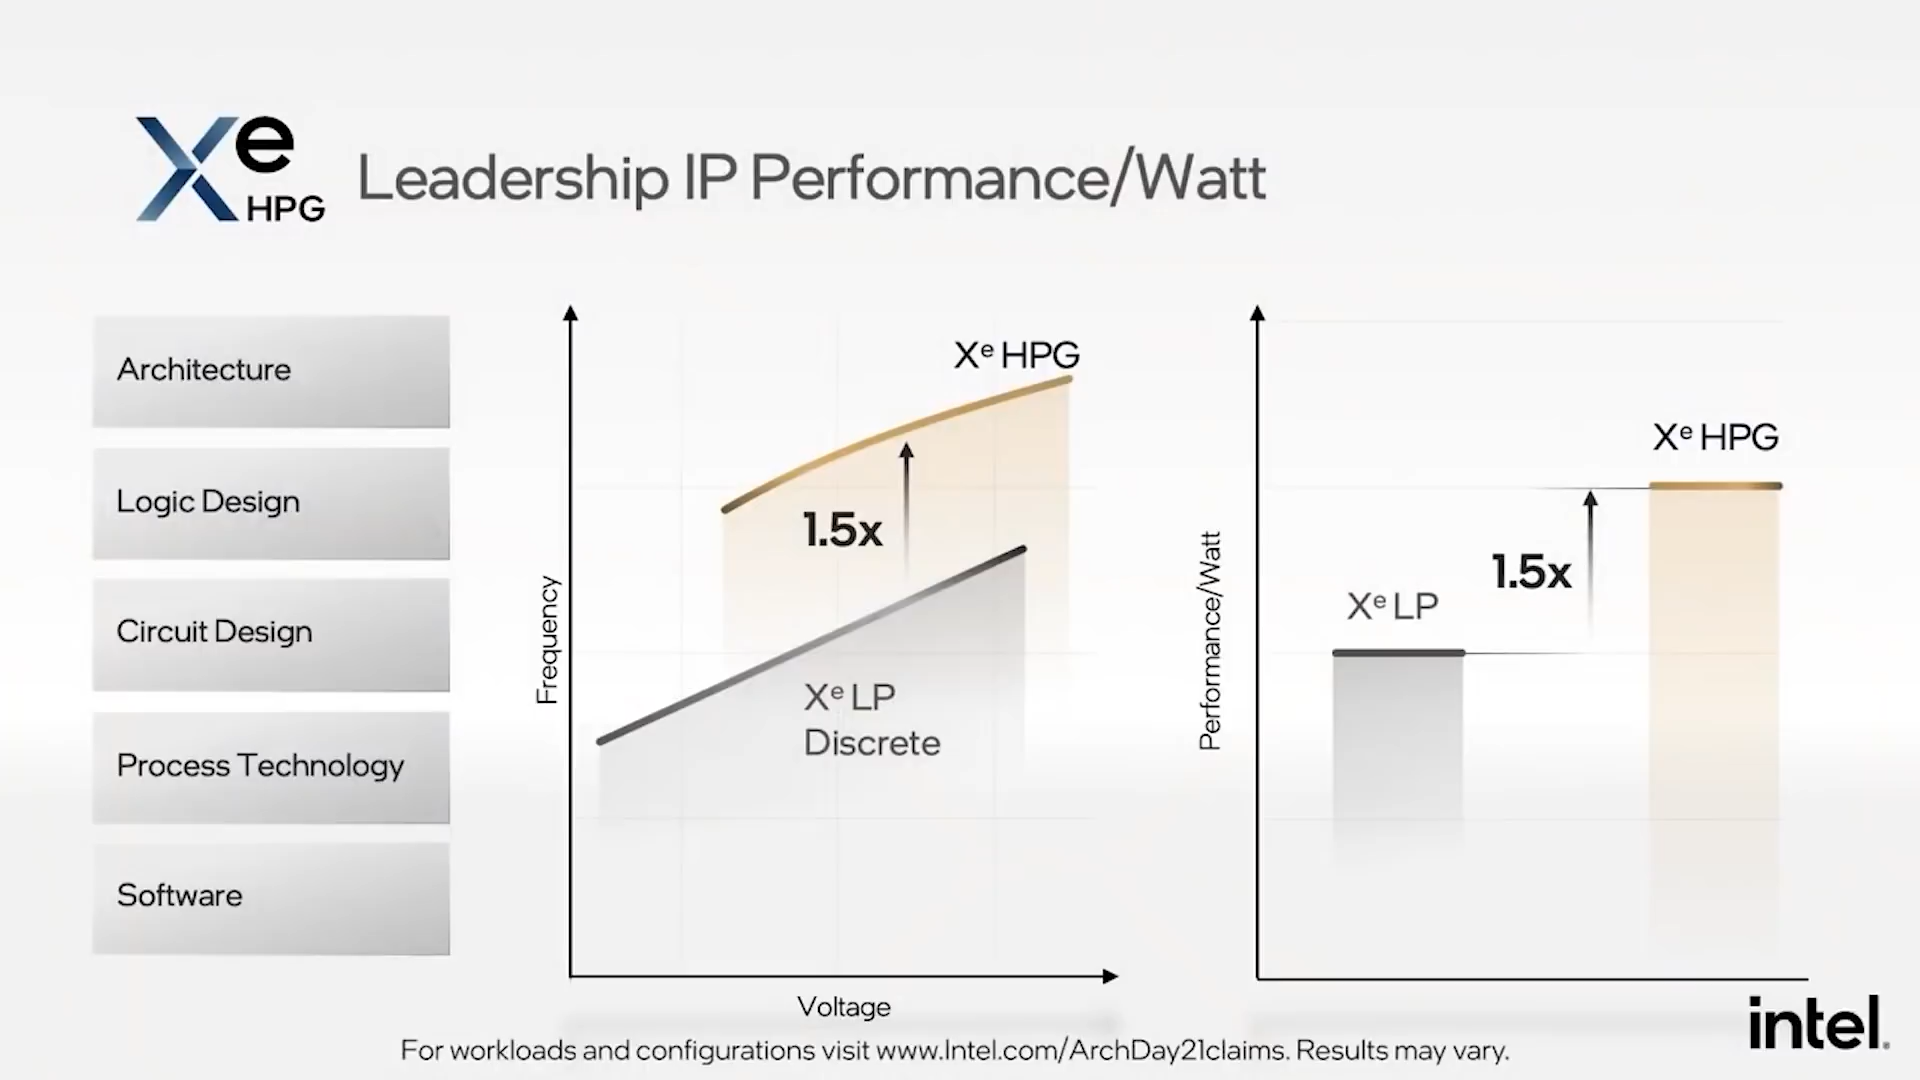 Xe HPG
Leadership IP Performance/Watt
Architecture
Logic Design
Circuit Design
Process Technology
Software
Frequency
Xe HPG
1.5x
Xe LP
Discrete
Voltage
Performance/Watt
Xe LP
1.5x
Xe HPG
For workloads and configurations visit www.Intel.com/ArchDay21claims. Results may vary.
intel.